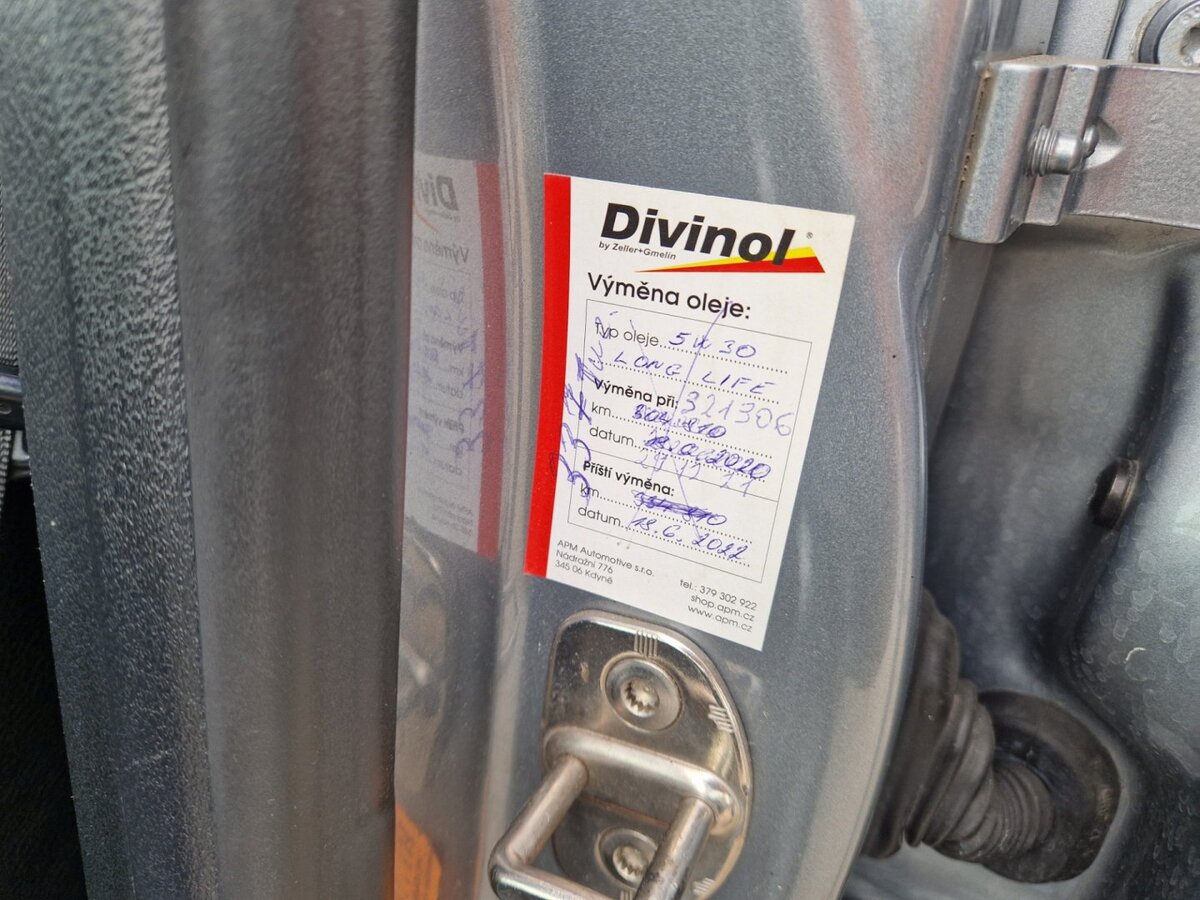 Divinol®
by Zeller+Gmelin
Výměna oleje:
Typ oleje 5W30
LONG LIFE
Výměna při: 321306
km
datum 2020
Příští výměna:
km
datum 18.6.2022
APM Automotive s.r.o.
Nádražní 776
345 06 Kdyně
tel.: 379 302 922
shop.apm.cz
www.apm.cz